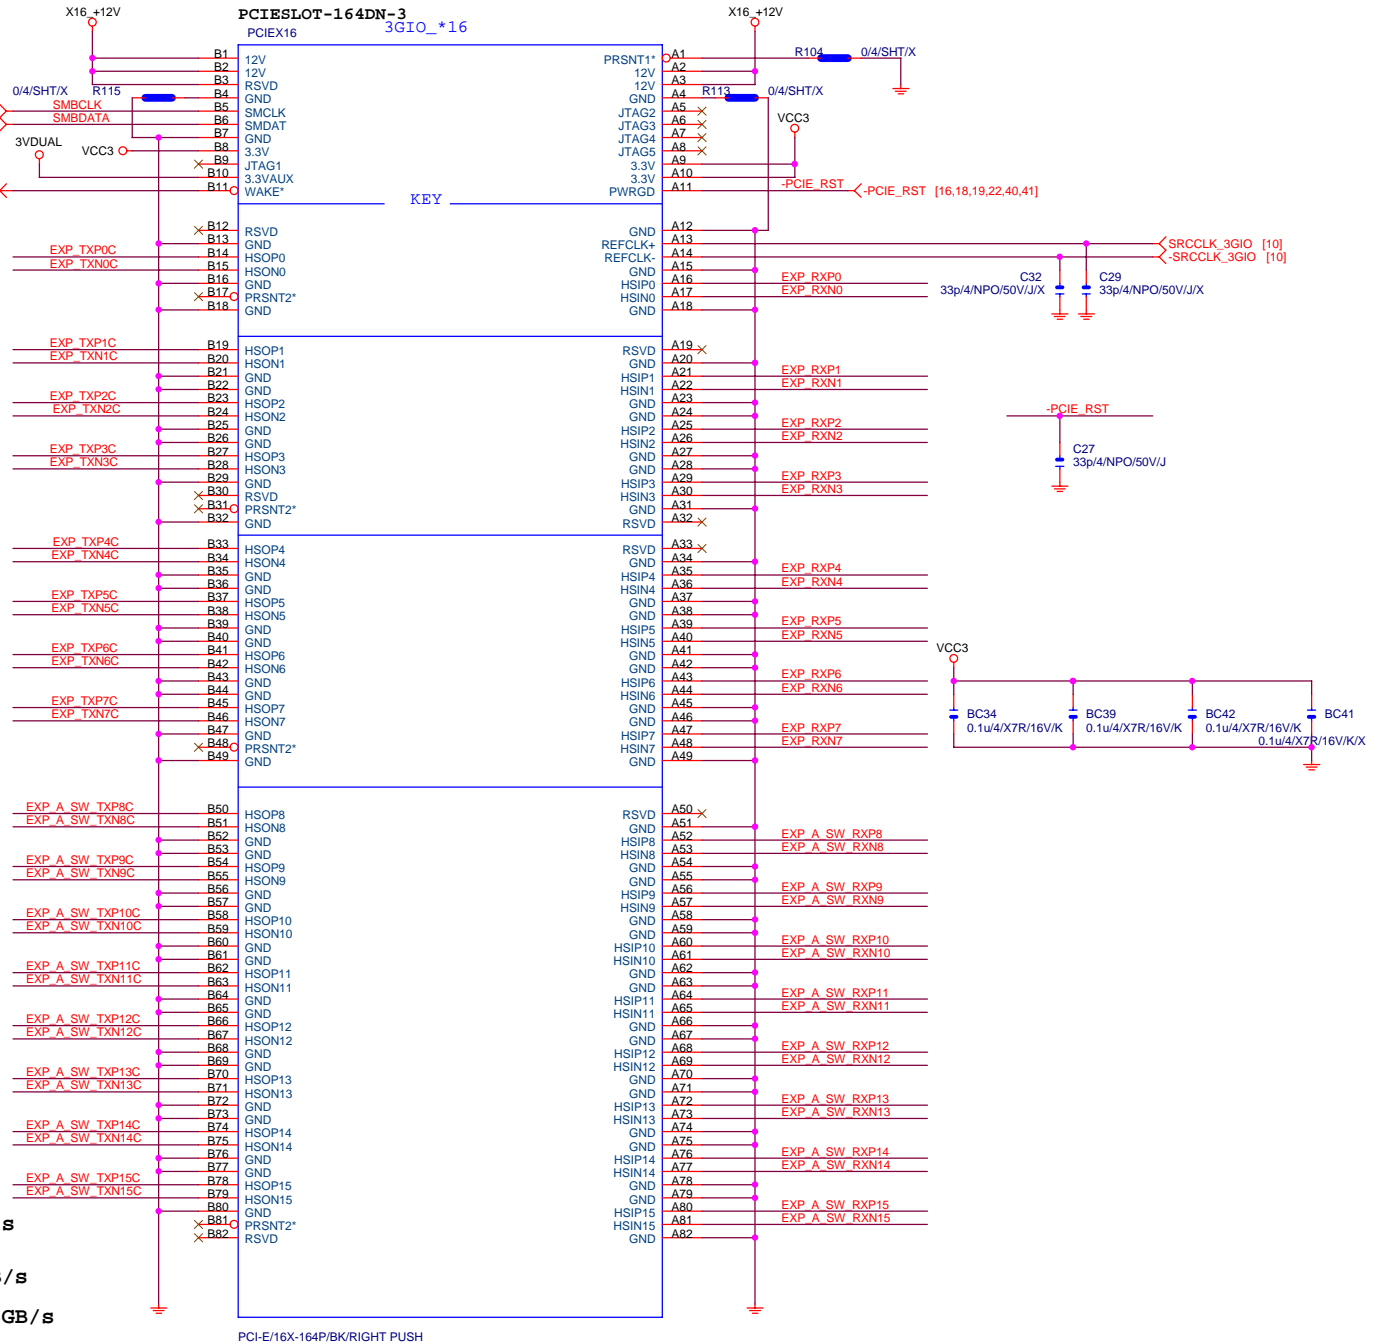 X16_+12V
PCIESLOT-164DN-3
3GIO_*16
PCIEX16
X16_+12V
B1 12V PRSNT1* A1 R104 0/4/SHT/X
B2 12V 12V A2
B3 RSVD 12V A3
0/4/SHT/X R115 B4 GND GND A4 R113 0/4/SHT/X
SMBCLK B5 SMCLK JTAG2 A5
SMBDATA B6 SMDAT JTAG3 A6 VCC3
B7 GND JTAG4 A7
3VDUAL VCC3 B8 3.3V JTAG5 A8
B9 JTAG1 3.3V A9
B10 3.3VAUX 3.3V A10
B11 WAKE* PWRGD A11 -PCIE_RST -PCIE_RST [16,18,19,22,40,41]
KEY
B12 RSVD GND A12
B13 GND REFCLK+ A13 SRCCLK_3GIO [10]
EXP_TXP0C B14 HSOP0 REFCLK- A14 -SRCCLK_3GIO [10]
EXP_TXN0C B15 HSON0 GND A15
B16 GND HSIP0 A16 EXP_RXP0 C32 C29
B17 PRSNT2* HSIN0 A17 EXP_RXN0 33p/4/NPO/50V/J/X 33p/4/NPO/50V/J/X
B18 GND GND A18
EXP_TXP1C B19 HSOP1 RSVD A19
EXP_TXN1C B20 HSON1 GND A20
B21 GND HSIP1 A21 EXP_RXP1
B22 GND HSIN1 A22 EXP_RXN1
EXP_TXP2C B23 HSOP2 GND A23
EXP_TXN2C B24 HSON2 GND A24 -PCIE_RST
B25 GND HSIP2 A25 EXP_RXP2
B26 GND HSIN2 A26 EXP_RXN2
EXP_TXP3C B27 HSOP3 GND A27 C27
EXP_TXN3C B28 HSON3 GND A28 33p/4/NPO/50V/J
B29 GND HSIP3 A29 EXP_RXP3
B30 RSVD HSIN3 A30 EXP_RXN3
B31 PRSNT2* GND A31
B32 GND RSVD A32
EXP_TXP4C B33 HSOP4 RSVD A33
EXP_TXN4C B34 HSON4 GND A34
B35 GND HSIP4 A35 EXP_RXP4
B36 GND HSIN4 A36 EXP_RXN4
EXP_TXP5C B37 HSOP5 GND A37
EXP_TXN5C B38 HSON5 GND A38
B39 GND HSIP5 A39 EXP_RXP5
B40 GND HSIN5 A40 EXP_RXN5
EXP_TXP6C B41 HSOP6 GND A41 VCC3
EXP_TXN6C B42 HSON6 GND A42
B43 GND HSIP6 A43 EXP_RXP6
B44 GND HSIN6 A44 EXP_RXN6
EXP_TXP7C B45 HSOP7 GND A45 BC34 BC39 BC42 BC41
EXP_TXN7C B46 HSON7 GND A46 0.1u/4/X7R/16V/K 0.1u/4/X7R/16V/K 0.1u/4/X7R/16V/K
B47 GND HSIP7 A47 EXP_RXP7 0.1u/4/X7R/16V/K/X
B48 PRSNT2* HSIN7 A48 EXP_RXN7
B49 GND GND A49
EXP_A_SW_TXP8C B50 HSOP8 RSVD A50
EXP_A_SW_TXN8C B51 HSON8 GND A51
B52 GND HSIP8 A52 EXP_A_SW_RXP8
B53 GND HSIN8 A53 EXP_A_SW_RXN8
EXP_A_SW_TXP9C B54 HSOP9 GND A54
EXP_A_SW_TXN9C B55 HSON9 GND A55
B56 GND HSIP9 A56 EXP_A_SW_RXP9
B57 GND HSIN9 A57 EXP_A_SW_RXN9
EXP_A_SW_TXP10C B58 HSOP10 GND A58
EXP_A_SW_TXN10C B59 HSON10 GND A59
B60 GND HSIP10 A60 EXP_A_SW_RXP10
B61 GND HSIN10 A61 EXP_A_SW_RXN10
EXP_A_SW_TXP11C B62 HSOP11 GND A62
EXP_A_SW_TXN11C B63 HSON11 GND A63
B64 GND HSIP11 A64 EXP_A_SW_RXP11
B65 GND HSIN11 A65 EXP_A_SW_RXN11
EXP_A_SW_TXP12C B66 HSOP12 GND A66
EXP_A_SW_TXN12C B67 HSON12 GND A67
B68 GND HSIP12 A68 EXP_A_SW_RXP12
B69 GND HSIN12 A69 EXP_A_SW_RXN12
EXP_A_SW_TXP13C B70 HSOP13 GND A70
EXP_A_SW_TXN13C B71 HSON13 GND A71
B72 GND HSIP13 A72 EXP_A_SW_RXP13
B73 GND HSIN13 A73 EXP_A_SW_RXN13
EXP_A_SW_TXP14C B74 HSOP14 GND A74
EXP_A_SW_TXN14C B75 HSON14 GND A75
B76 GND HSIP14 A76 EXP_A_SW_RXP14
B77 GND HSIN14 A77 EXP_A_SW_RXN14
EXP_A_SW_TXP15C B78 HSOP15 GND A78
EXP_A_SW_TXN15C B79 HSON15 GND A79
B80 GND HSIP15 A80 EXP_A_SW_RXP15
s B81 PRSNT2* HSIN15 A81 EXP_A_SW_RXN15
B82 RSVD GND A82
/s
GB/s
PCI-E/16X-164P/BK/RIGHT PUSH